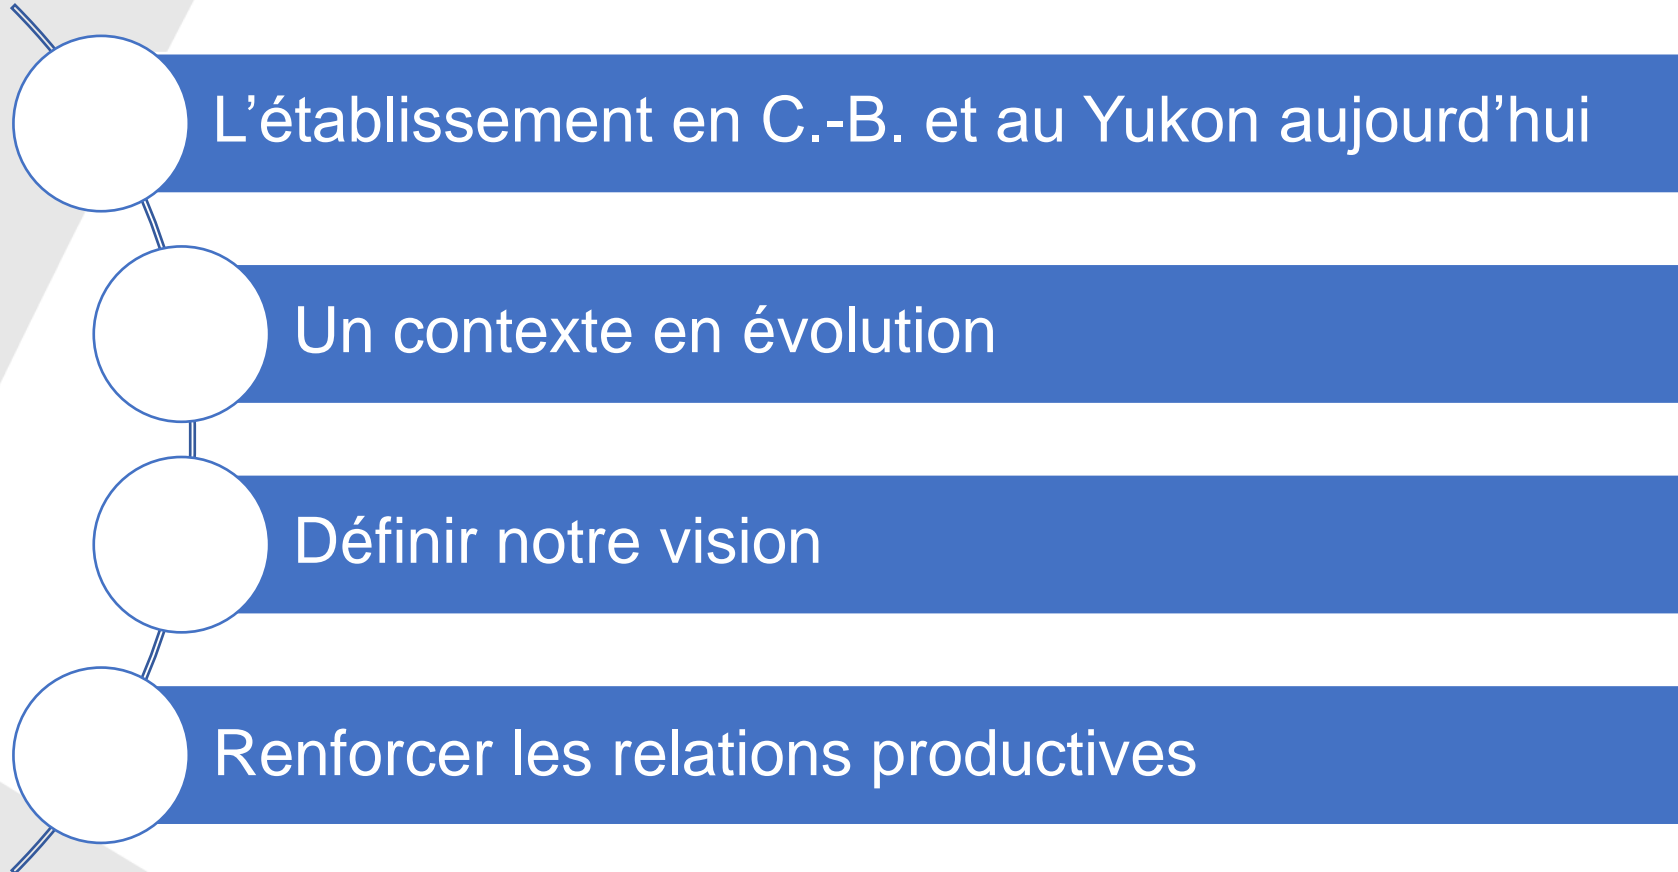 L’établissement en C.-B. et au Yukon aujourd’hui
Un contexte en évolution
Définir notre vision
Renforcer les relations productives